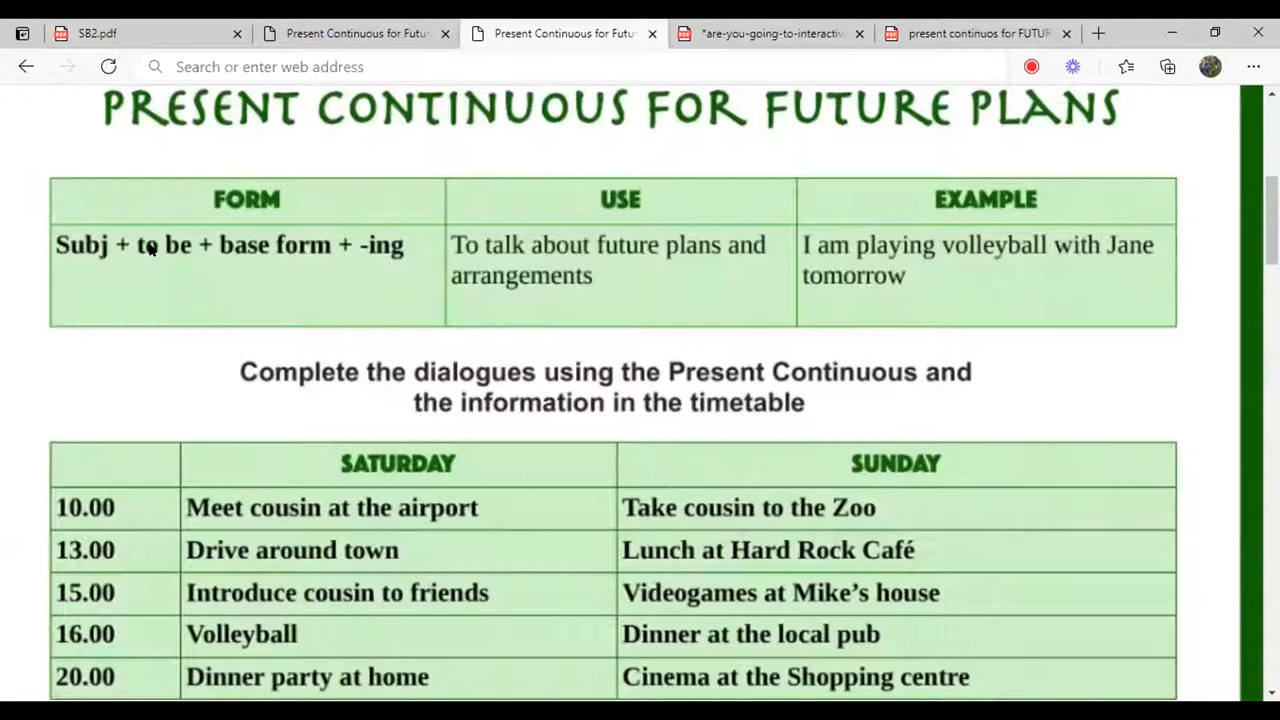 SB2.pdf
Present Continuous for Futur
Present Continuous for Futu
*are-you-going-to-interactiv
present continuos for FUTUR
Search or enter web address
PRESENT CONTINUOUS FOR FUTURE PLANS
FORM USE EXAMPLE
Subj + to be + base form + -ing To talk about future plans and I am playing volleyball with Jane
arrangements tomorrow
Complete the dialogues using the Present Continuous and
the information in the timetable
SATURDAY SUNDAY
10.00 Meet cousin at the airport Take cousin to the Zoo
13.00 Drive around town Lunch at Hard Rock Café
15.00 Introduce cousin to friends Videogames at Mike's house
16.00 Volleyball Dinner at the local pub
20.00 Dinner party at home Cinema at the Shopping centre